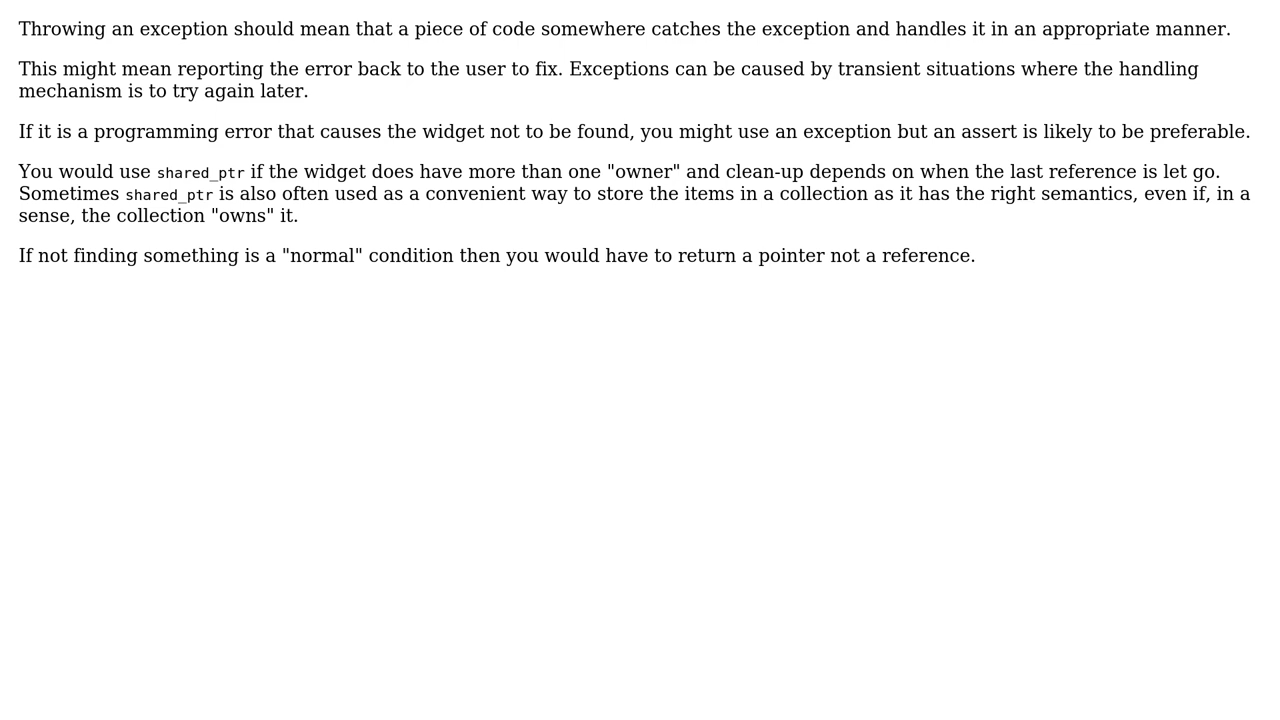 Throwing an exception should mean that a piece of code somewhere catches the exception and handles it in an appropriate manner.
This might mean reporting the error back to the user to fix. Exceptions can be caused by transient situations where the handling
mechanism is to try again later.
If it is a programming error that causes the widget not to be found, you might use an exception but an assert is likely to be preferable.
You would use shared_ptr if the widget does have more than one "owner" and clean-up depends on when the last reference is let go.
Sometimes shared_ptr is also often used as a convenient way to store the items in a collection as it has the right semantics, even if, in a
sense, the collection "owns" it.
If not finding something is a "normal" condition then you would have to return a pointer not a reference.